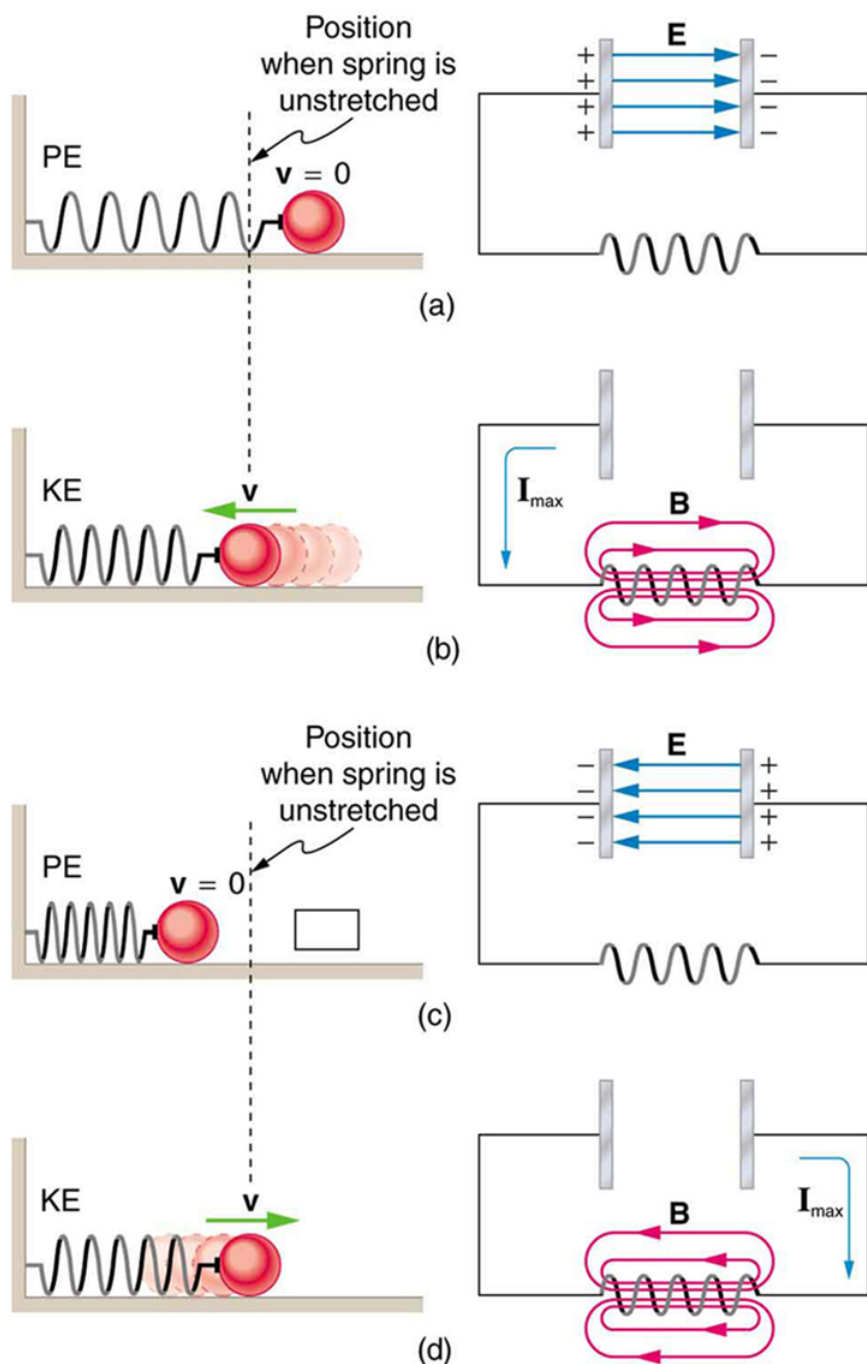 Position
when spring is
unstretched
PE
v = 0
E
+ −
+ −
+ −
+ −
(a)
KE
v
I max
B
(b)
Position
when spring is
unstretched
PE
v = 0
E
− +
− +
− +
− +
(c)
KE
v
B
I max
(d)